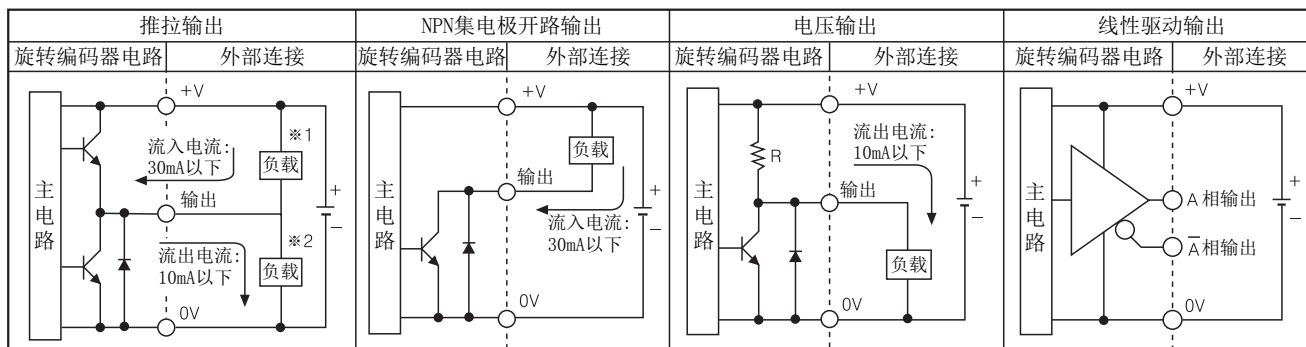 推拉输出
NPN集电极开路输出
电压输出
线性驱动输出
旋转编码器电路
外部连接
旋转编码器电路
外部连接
旋转编码器电路
外部连接
旋转编码器电路
外部连接
+V
※1
流入电流:
30mA以下
负载
主电路
输出
+
−
※2
流出电流:
10mA以下
负载
0V
+V
负载
主电路
输出
+
−
流入电流:
30mA以下
0V
+V
流出电流:
10mA以下
R
主电路
输出
+
−
负载
0V
+V
主电路
A 相输出
+
−
A̅ 相输出
0V